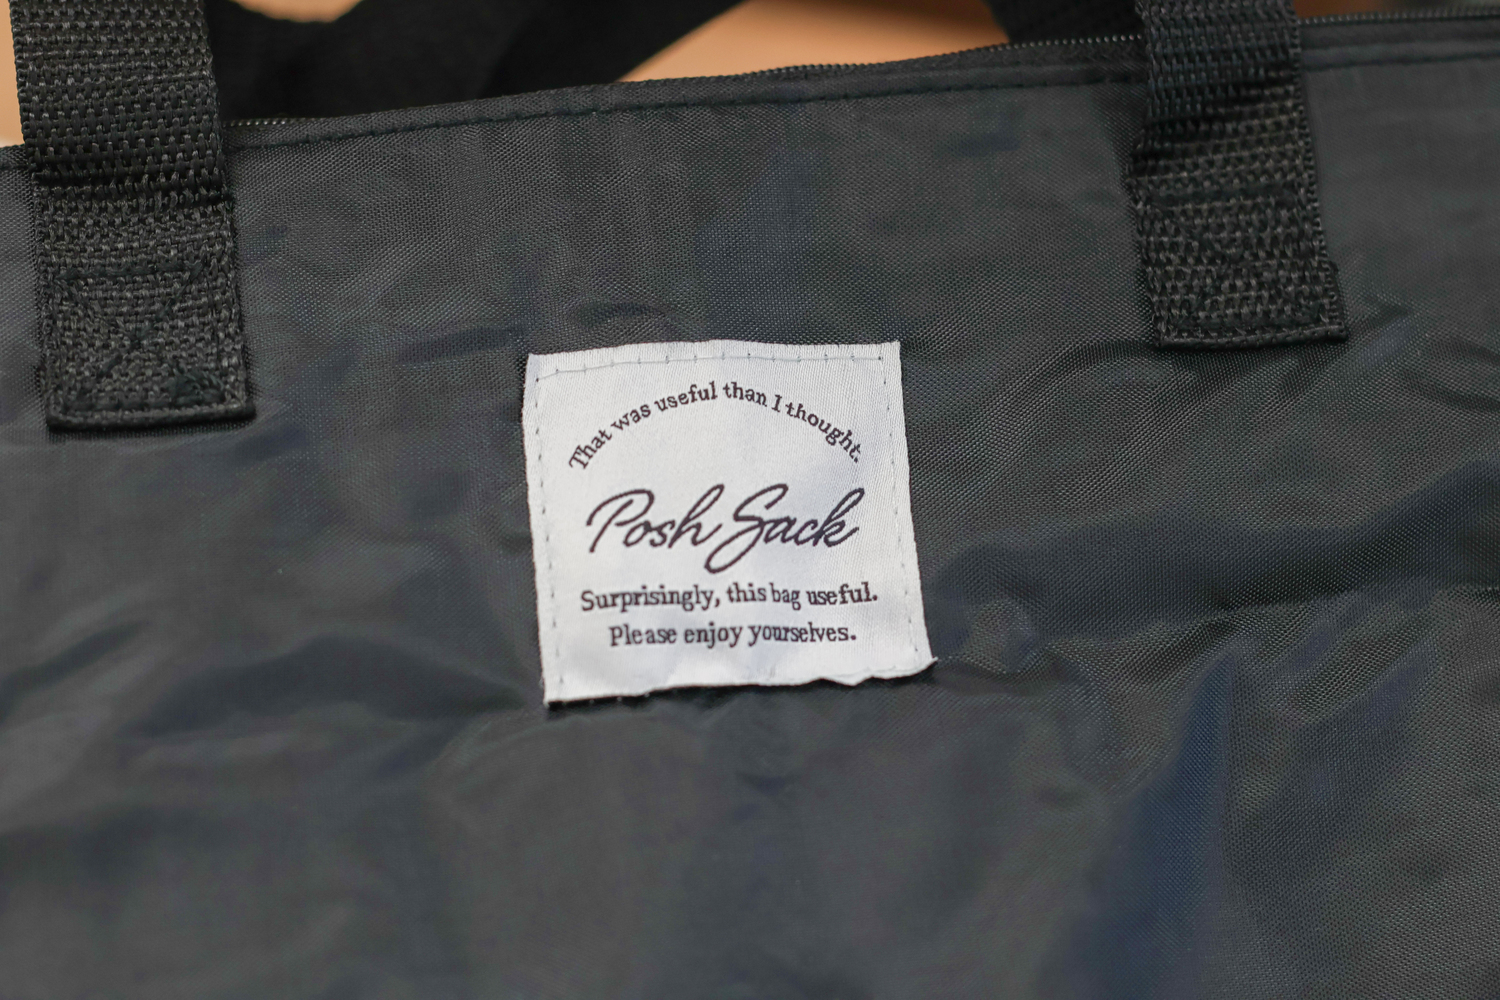 That was useful than I thought.
Posh Sack
Surprisingly, this bag useful.
Please enjoy yourselves.